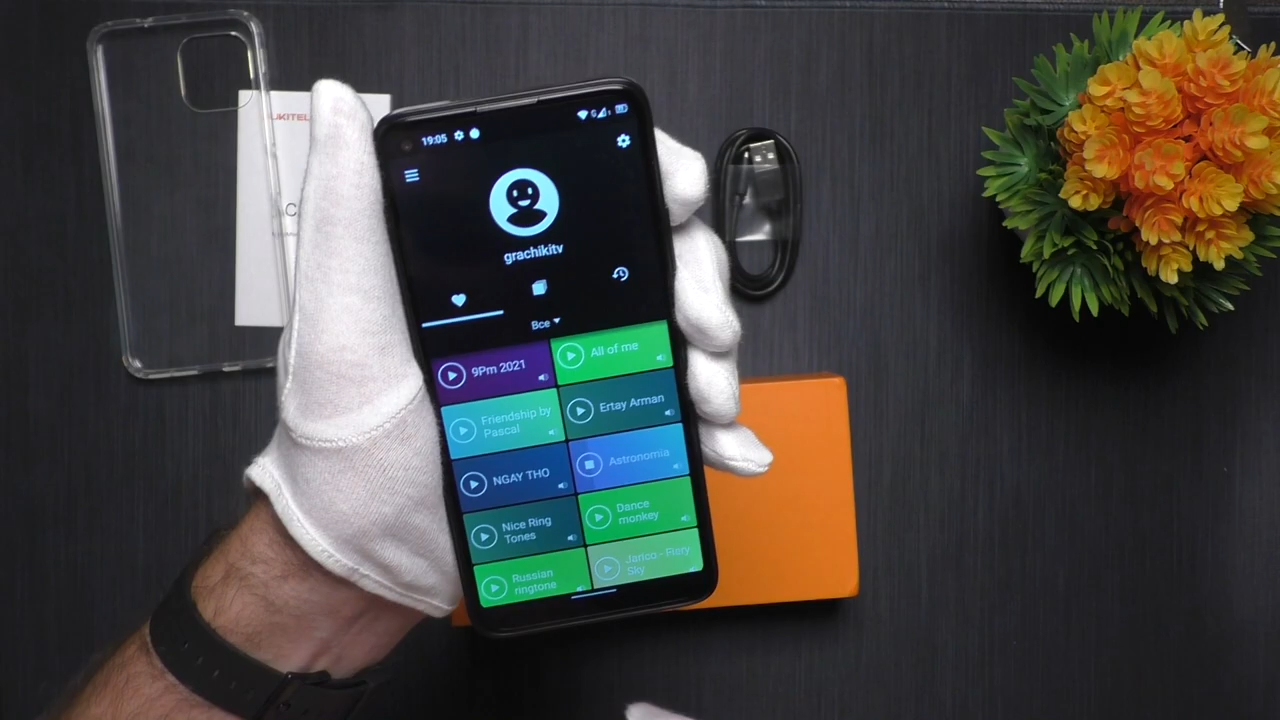 UKITEL
19:05
grachikitv
Все
9Pm 2021
All of me
Friendship by
Pascal
Ertay Arman
NGAY THO
Astronomia
Nice Ring
Tones
Dance
monkey
Russian
ringtone
Jarico - Fiery
Sky